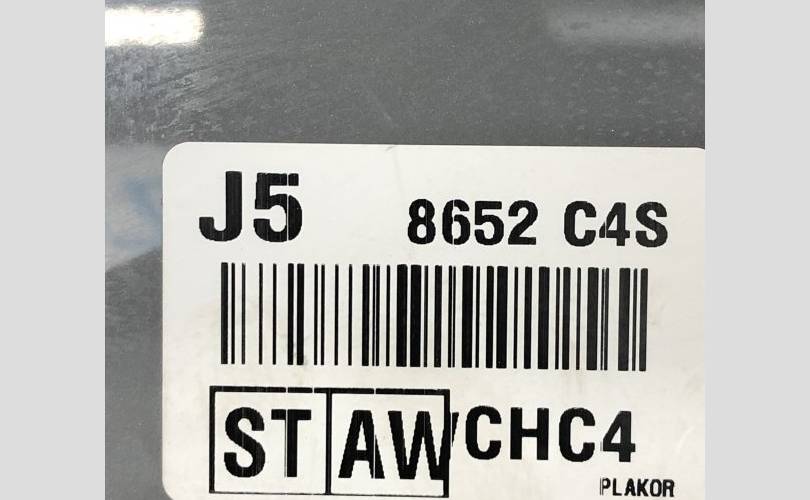 J5 8652 C4S
ST AW CHC4
PLAKOR